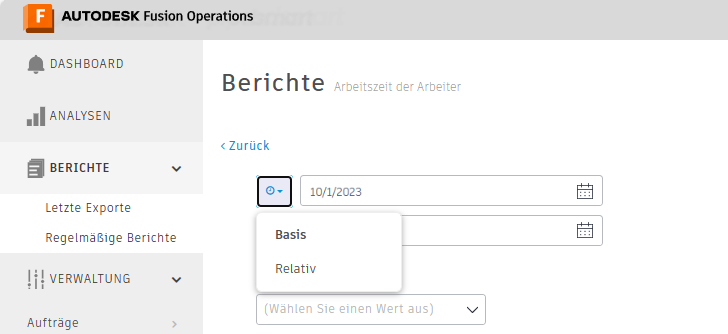 AUTODESK Fusion Operations
DASHBOARD
ANALYSEN
BERICHTE
Letzte Exporte
Regelmäßige Berichte
VERWALTUNG
Aufträge
Berichte Arbeitszeit der Arbeiter
Zurück
10/1/2023
Basis
Relativ
(Wählen Sie einen Wert aus)